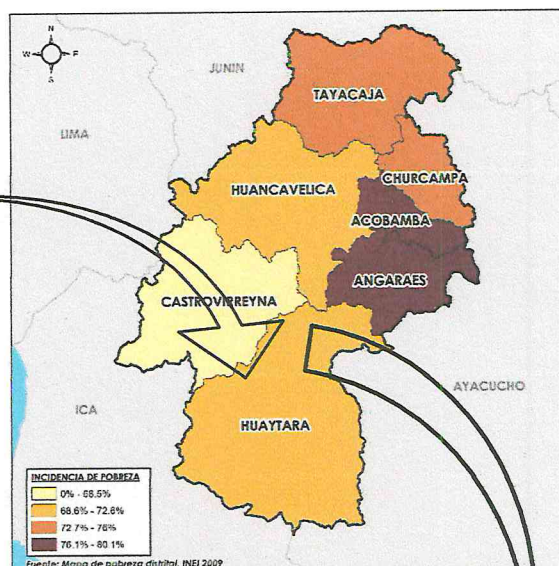 N
W E
S
JUNIN
TAYACAJA
LIMA
CHURCAMPA
HUANCAVELICA
ACOBAMBA
ANGARAES
CASTROVIRREYNA
AYACUCHO
ICA
HUAYTARA
INCIDENCIA DE POBREZA
0% - 68.5%
68.6% - 72.6%
72.7% - 76%
76.1% - 80.1%
Fuente: Mapa de pobreza distrital. INEI 2009